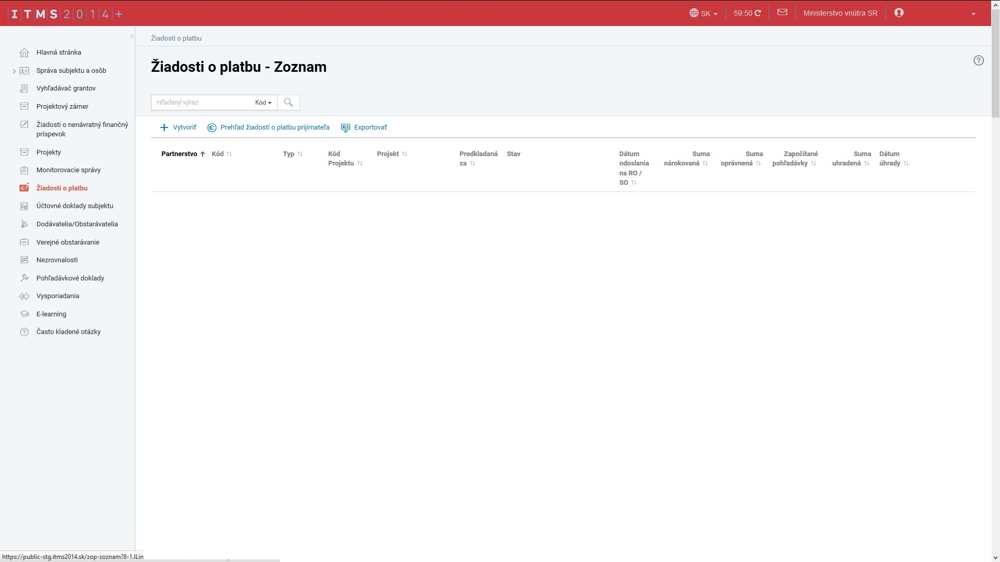 ITMS2014+
SK
59:50
Ministerstvo vnútra SR
Hlavná stránka
Správa subjektu a osôb
Vyhľadávač grantov
Projektový zámer
Žiadosti o nenávratný finančný
príspevok
Projekty
Monitorovacie správy
Žiadosti o platbu
Účtovné doklady subjektu
Dodávatelia/Obstarávatelia
Verejné obstarávanie
Nezrovnalosti
Pohľadávkové doklady
Vysporiadania
E-learning
Často kladené otázky
Žiadosti o platbu
Žiadosti o platbu - Zoznam
Hľadaný výraz
Kód
Vytvoriť
Prehľad žiadostí o platbu prijímateľa
XLS
Exportovať
Partnerstvo
Kód
Typ
Kód
Projektu
Projekt
Predkladaná
za
Stav
Dátum
odoslania
na RO /
SO
Suma
nárokovaná
Suma
oprávnená
Započítané
pohľadávky
Suma
uhradená
Dátum
úhrady
https://public-stg.itms2014.sk/zop-zoznam?8-1.ILin